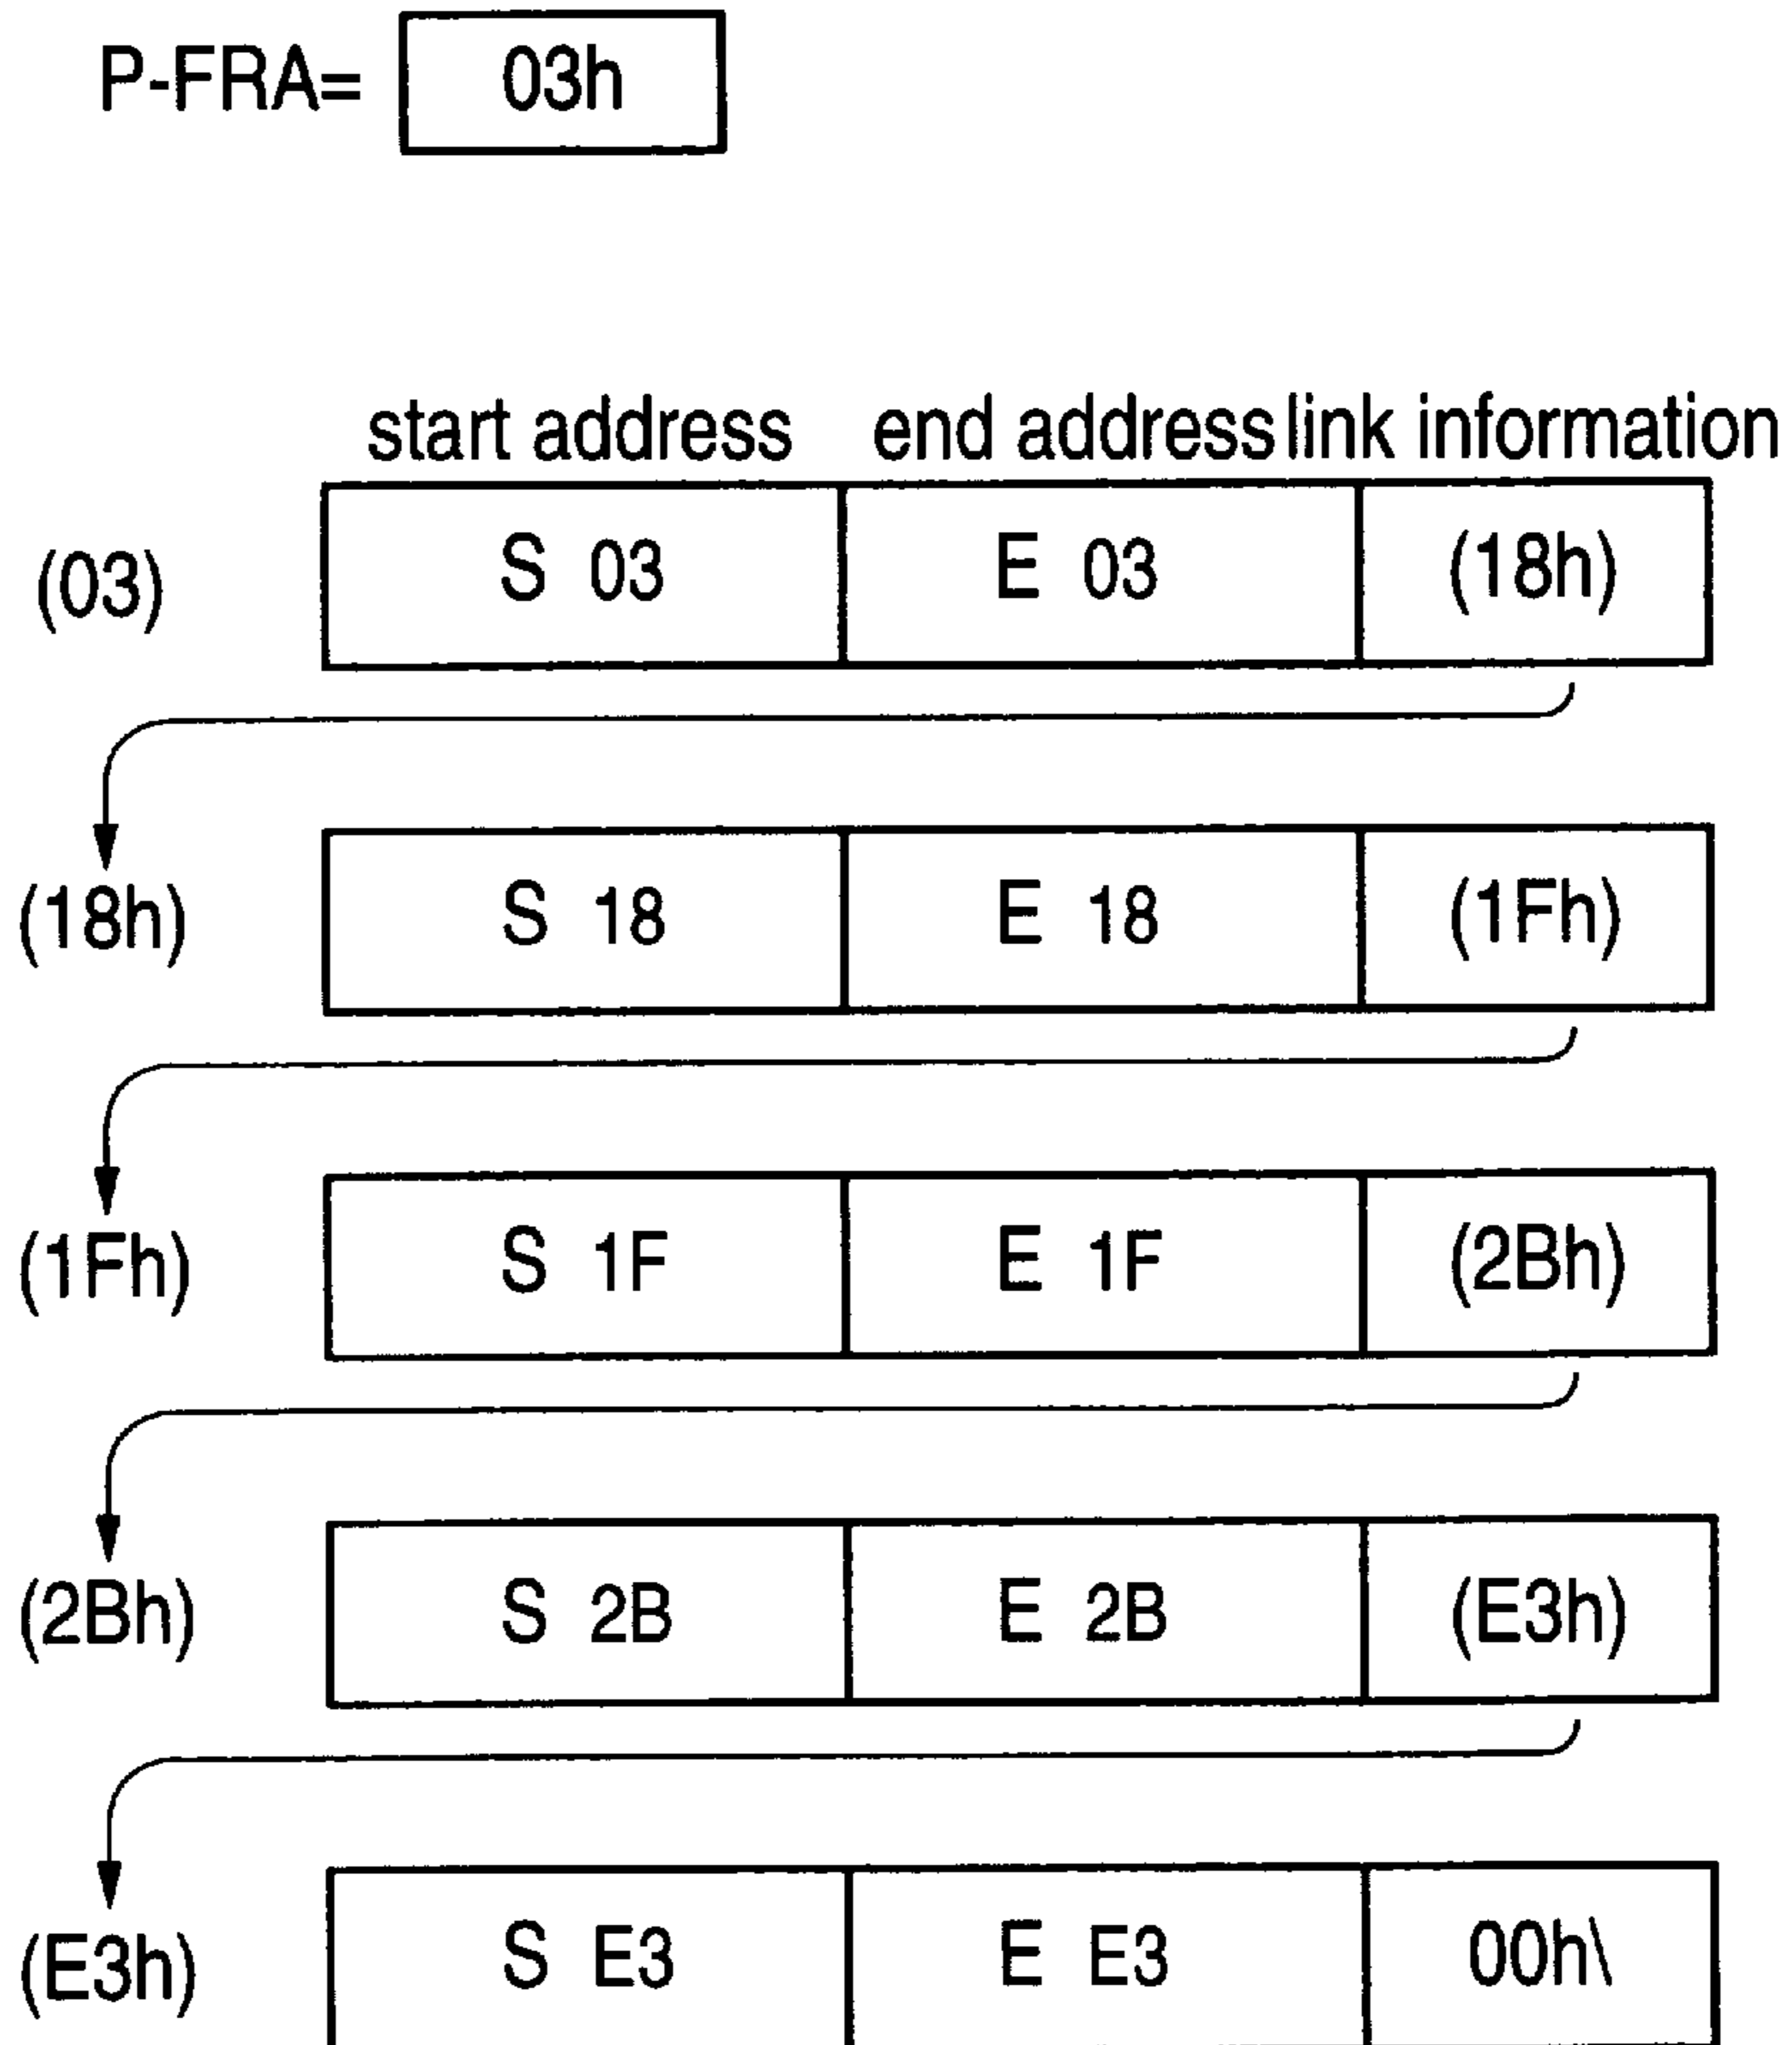 P-FRA= 03h
start address end address link information
(03) S 03 E 03 (18h)
(18h) S 18 E 18 (1Fh)
(1Fh) S 1F E 1F (2Bh)
(2Bh) S 2B E 2B (E3h)
(E3h) S E3 E E3 00h\